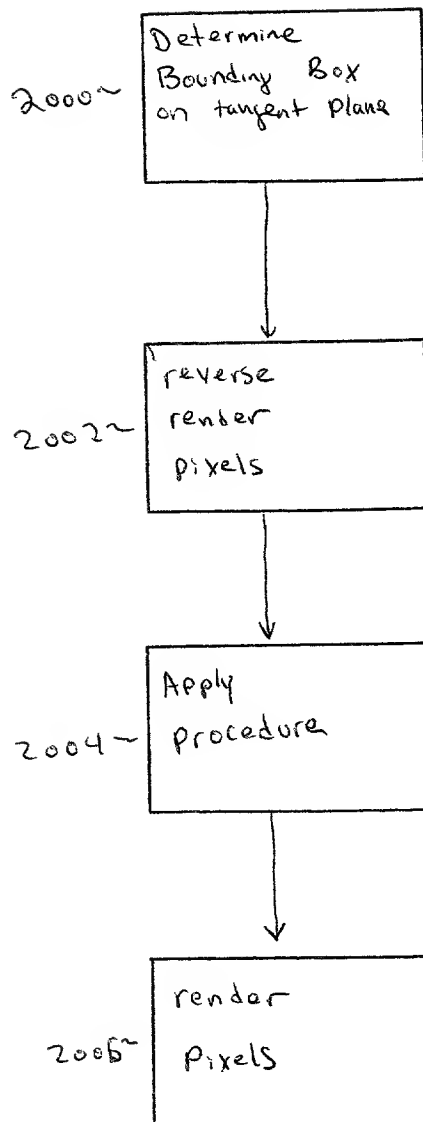 2000~
Determine
Bounding Box
on tangent plane
2002~
reverse
render
pixels
2004~
Apply
procedure
2006~
render
pixels